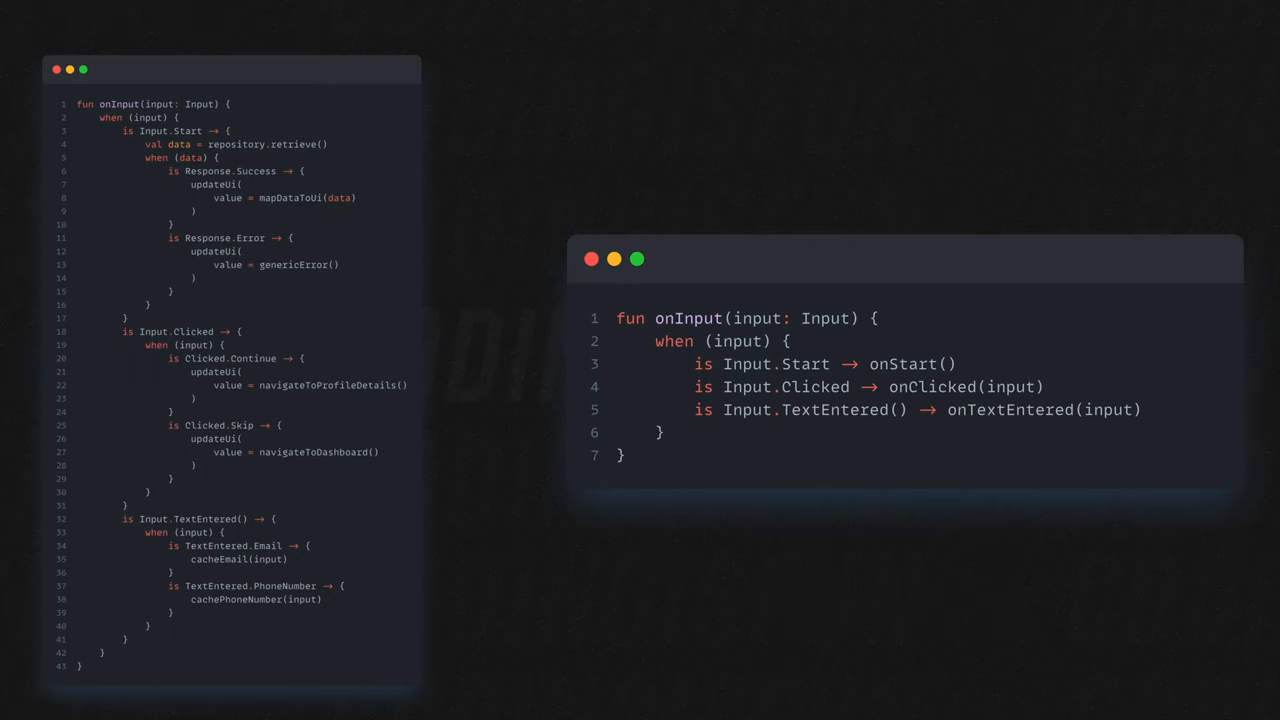 1 fun onInput(input: Input) {
2 when (input) {
3 is Input.Start → {
4 val data = repository.retrieve()
5 when (data) {
6 is Response.Success → {
7 updateUi(
8 value = mapDataToUi(data)
9 )
10 }
11 is Response.Error → {
12 updateUi(
13 value = genericError()
14 )
15 }
16 }
17 }
18 is Input.Clicked → {
19 when (input) {
20 is Clicked.Continue → {
21 updateUi(
22 value = navigateToProfileDetails()
23 )
24 }
25 is Clicked.Skip → {
26 updateUi(
27 value = navigateToDashboard()
28 )
29 }
30 }
31 }
32 is Input.TextEntered() → {
33 when (input) {
34 is TextEntered.Email → {
35 cacheEmail(input)
36 }
37 is TextEntered.PhoneNumber → {
38 cachePhoneNumber(input)
39 }
40 }
41 }
42 }
43 }
1 fun onInput(input: Input) {
2 when (input) {
3 is Input.Start → onStart()
4 is Input.Clicked → onClicked(input)
5 is Input.TextEntered() → onTextEntered(input)
6 }
7 }